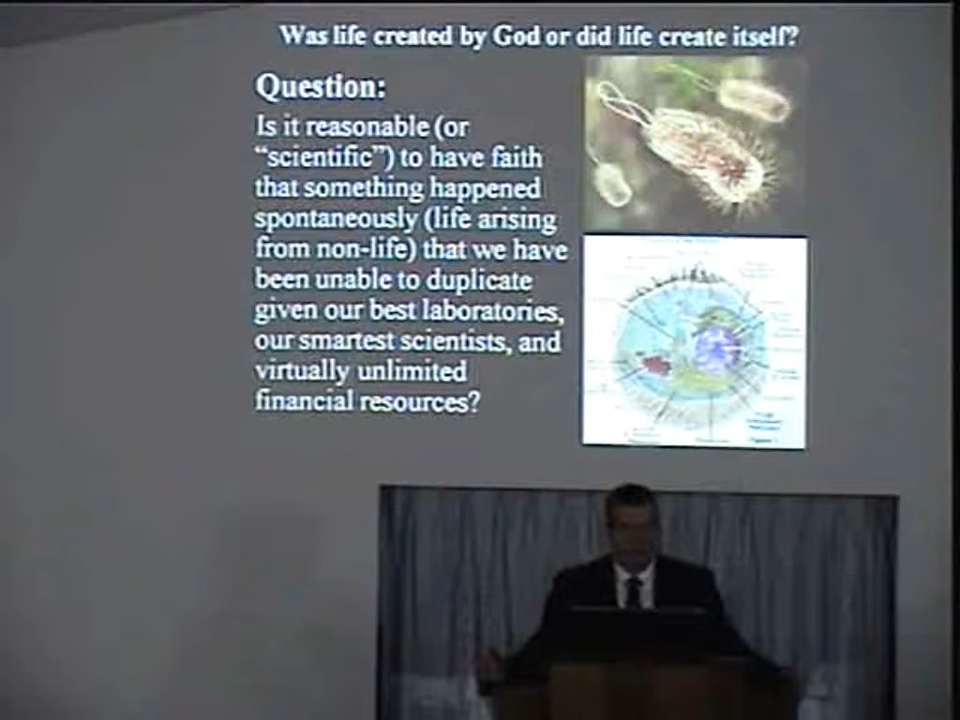 Was life created by God or did life create itself?
Question:
Is it reasonable (or
“scientific”) to have faith
that something happened
spontaneously (life arising
from non-life) that we have
been unable to duplicate
given our best laboratories,
our smartest scientists, and
virtually unlimited
financial resources?